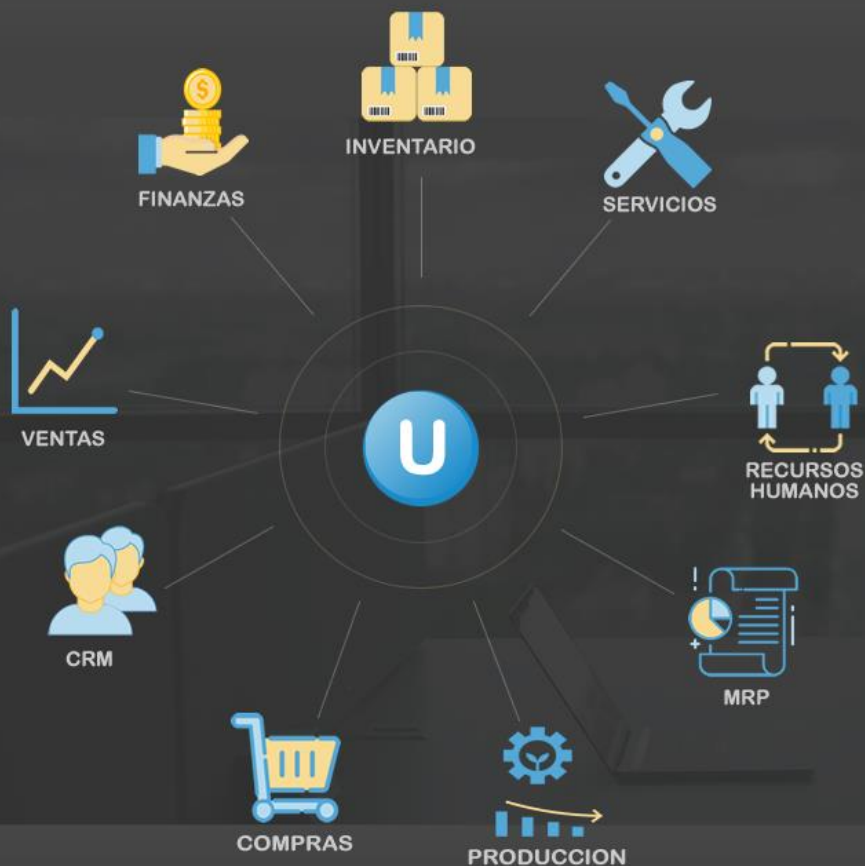 INVENTARIO
FINANZAS
SERVICIOS
VENTAS
U
RECURSOS
HUMANOS
CRM
MRP
COMPRAS
PRODUCCION